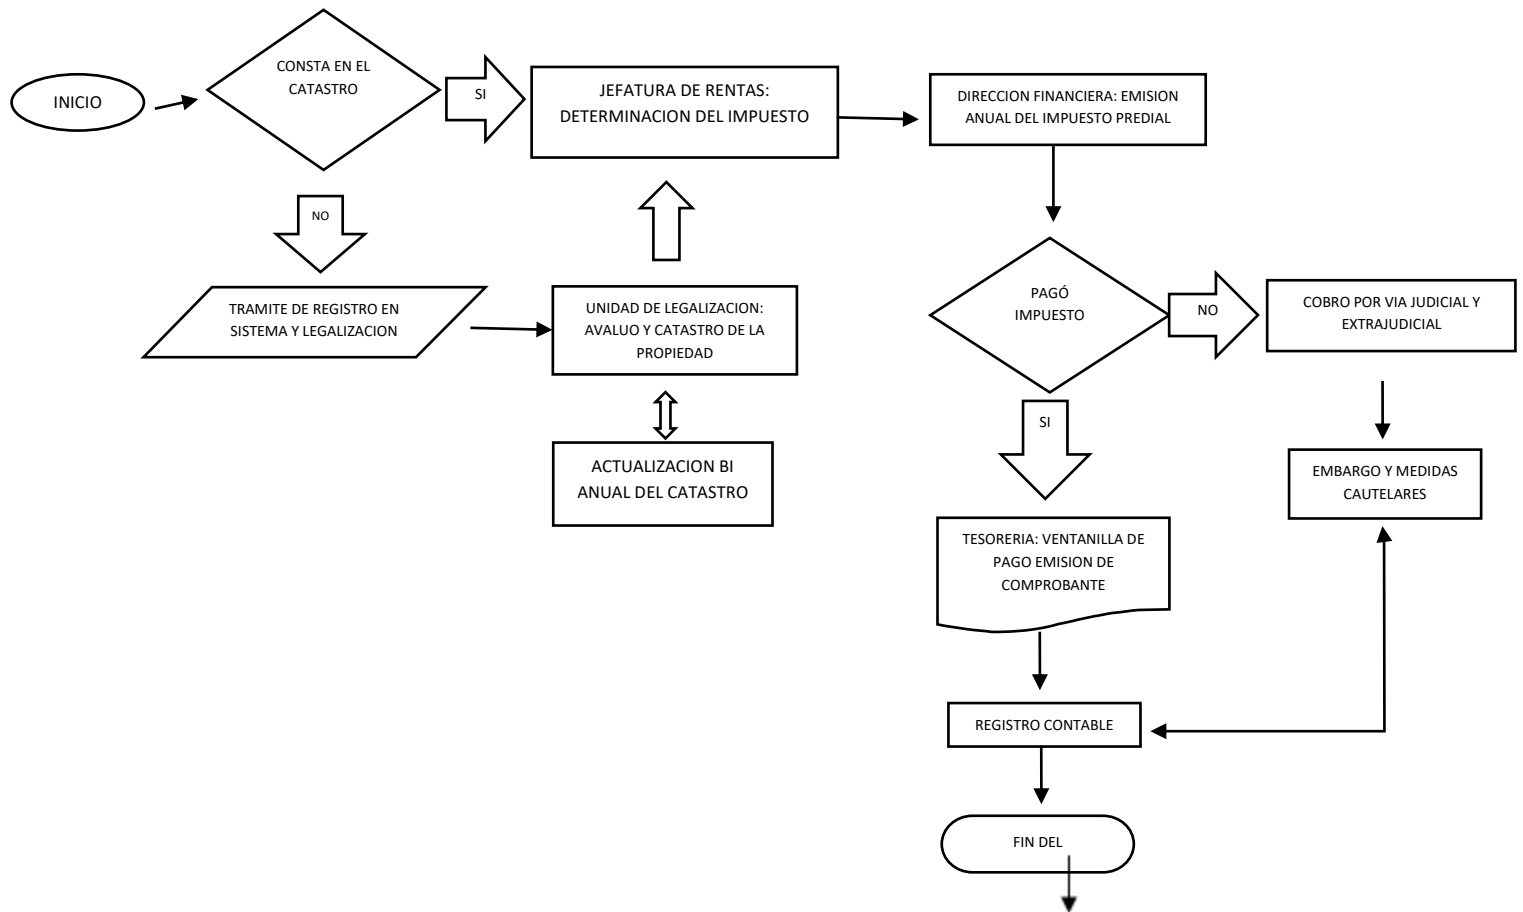 INICIO
CONSTA EN EL
CATASTRO
SI
JEFATURA DE RENTAS:
DETERMINACION DEL IMPUESTO
DIRECCION FINANCIERA: EMISION
ANUAL DEL IMPUESTO PREDIAL
NO
TRAMITE DE REGISTRO EN
SISTEMA Y LEGALIZACION
UNIDAD DE LEGALIZACION:
AVALUO Y CATASTRO DE LA
PROPIEDAD
ACTUALIZACION BI
ANUAL DEL CATASTRO
PAGÓ
IMPUESTO
NO
COBRO POR VIA JUDICIAL Y
EXTRAJUDICIAL
SI
EMBARGO Y MEDIDAS
CAUTELARES
TESORERIA: VENTANILLA DE
PAGO EMISION DE
COMPROBANTE
REGISTRO CONTABLE
FIN DEL